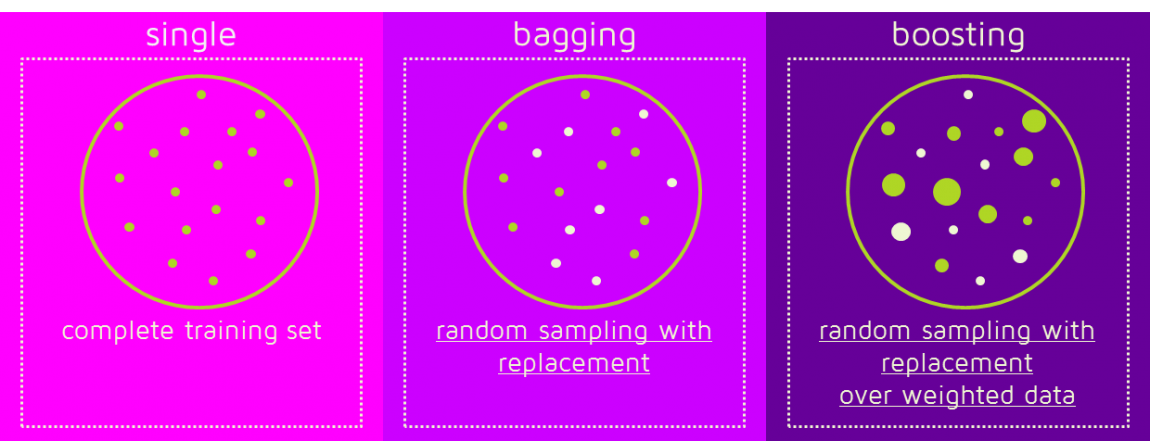 single
complete training set
bagging
random sampling with
replacement
boosting
random sampling with
replacement
over weighted data